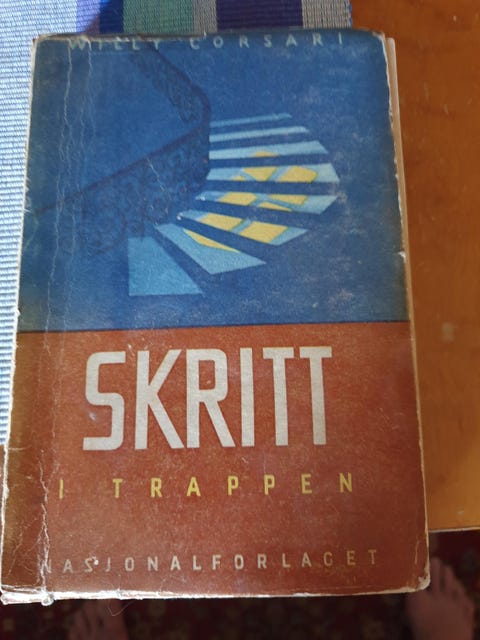 WILLY CORSARI
SKRITT
I TRAPPEN
NASJONALFORLAGET